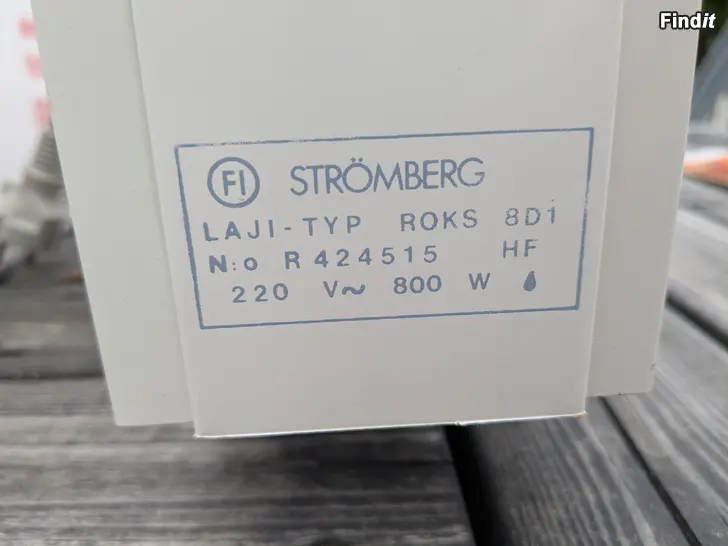 Findit
FI STRÖMBERG
LAJI-TYP ROKS 8D1
N:o R 424515 HF
220 V~ 800 W